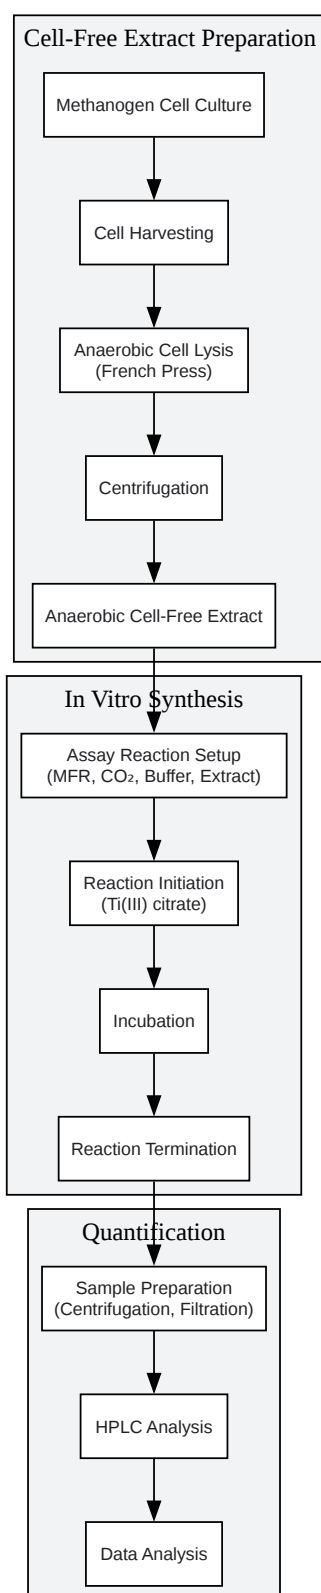 Cell-Free Extract Preparation
Methanogen Cell Culture
Cell Harvesting
Anaerobic Cell Lysis
(French Press)
Centrifugation
Anaerobic Cell-Free Extract
In Vitro Synthesis
Assay Reaction Setup
(MFR, CO₂, Buffer, Extract)
Reaction Initiation
(Ti(III) citrate)
Incubation
Reaction Termination
Quantification
Sample Preparation
(Centrifugation, Filtration)
HPLC Analysis
Data Analysis